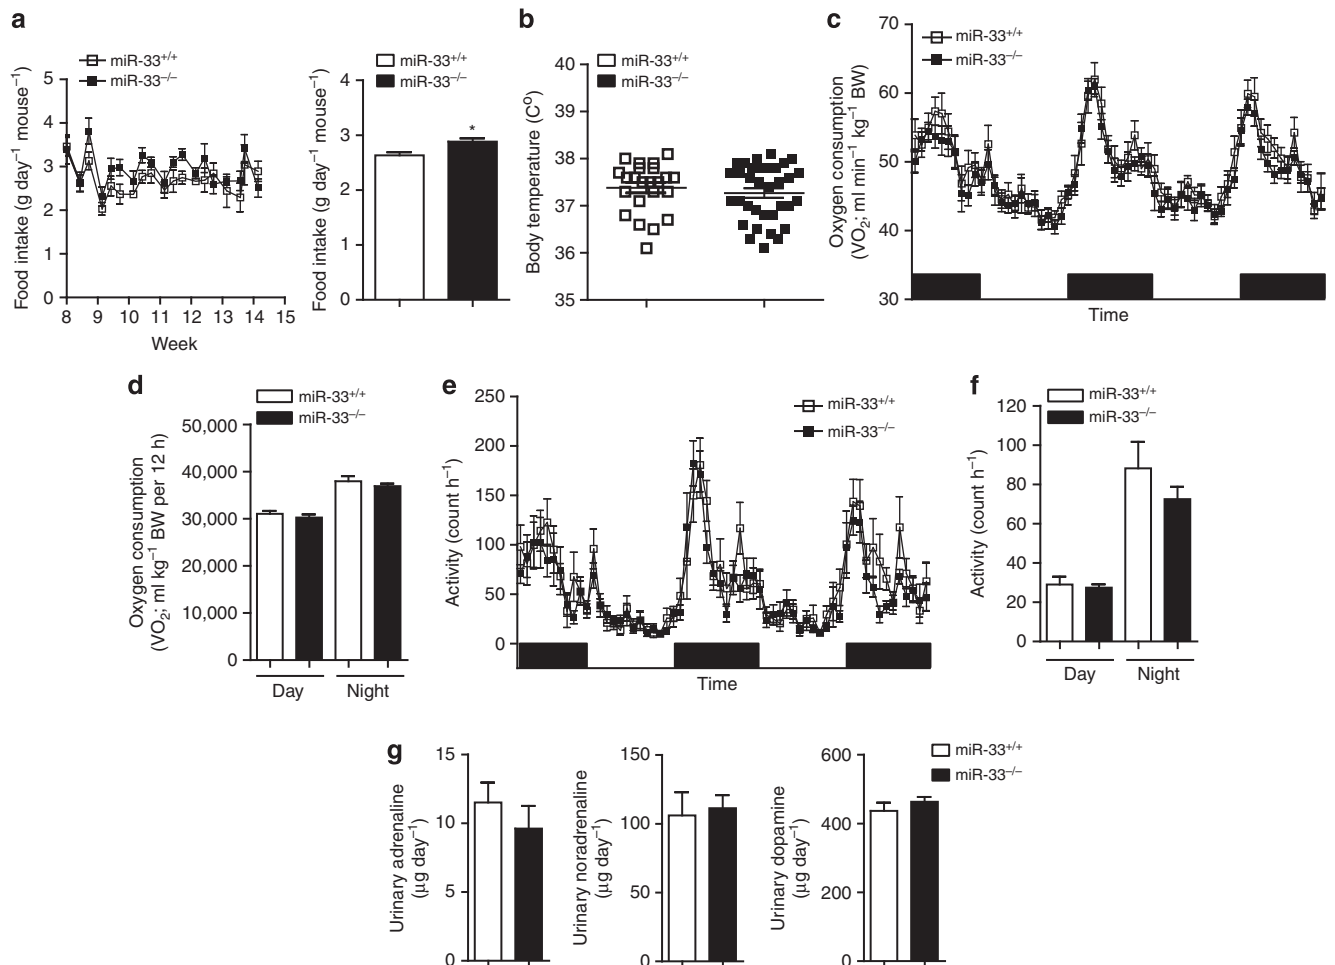 a
miR-33+/+
miR-33–/–
Food intake (g day–1 mouse–1)
5
4
3
2
1
0
8 9 10 11 12 13 14 15
Week
miR-33+/+
miR-33–/–
Food intake (g day–1 mouse–1)
4
3
2
1
0
*
b
miR-33+/+
miR-33–/–
Body temperature (Co)
40
39
38
37
36
35
c
miR-33+/+
miR-33–/–
Oxygen consumption
(VO2; ml min–1 kg–1 BW)
70
60
50
40
30
Time
d
miR-33+/+
miR-33–/–
Oxygen consumption
(VO2; ml kg–1 BW per 12 h)
50,000
40,000
30,000
20,000
10,000
0
Day Night
e
miR-33+/+
miR-33–/–
Activity (count h–1)
250
200
150
100
50
0
Time
f
miR-33+/+
miR-33–/–
Activity (count h–1)
120
100
80
60
40
20
0
Day Night
g
Urinary adrenaline
(μg day–1)
15
10
5
0
Urinary noradrenaline
(μg day–1)
150
100
50
0
Urinary dopamine
(μg day–1)
600
400
200
0
miR-33+/+
miR-33–/–